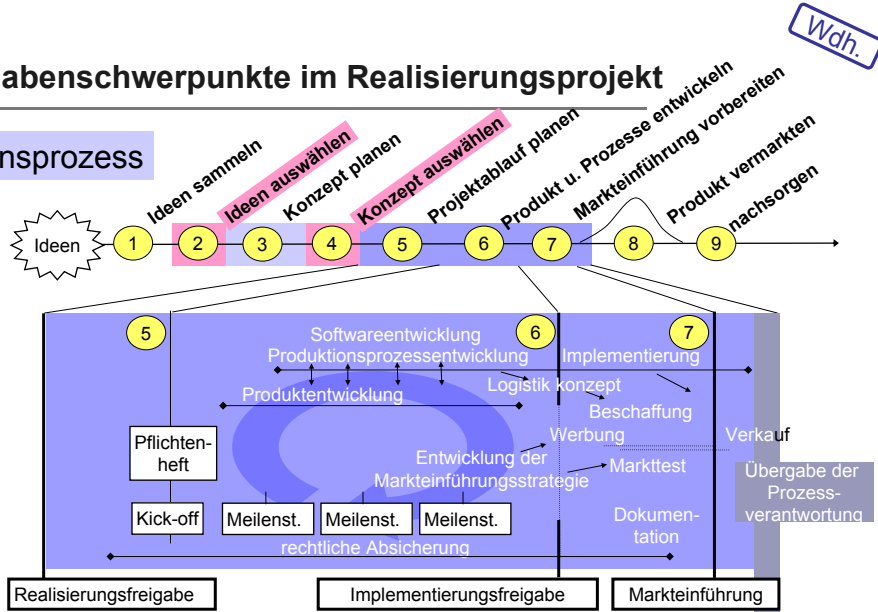 Wdh.
abenschwerpunkte im Realisierungsprojekt
nsprozess
Ideen
1
Ideen sammeln
2
Ideen auswählen
3
Konzept planen
4
Konzept auswählen
5
Projektablauf planen
6
Produkt u. Prozesse entwickeln
7
Markteinführung vorbereiten
8
Produkt vermarkten
9
nachsorgen
5
6
7
Softwareentwicklung
Produktionsprozessentwicklung
Implementierung
Produktentwicklung
Logistik konzept
Beschaffung
Werbung
Verkauf
Pflichten-
heft
Entwicklung der
Markteinführungsstrategie
Markttest
Übergabe der
Prozess-
verantwortung
Kick-off
Meilenst.
Meilenst.
Meilenst.
Dokumen-
tation
rechtliche Absicherung
Realisierungsfreigabe
Implementierungsfreigabe
Markteinführung